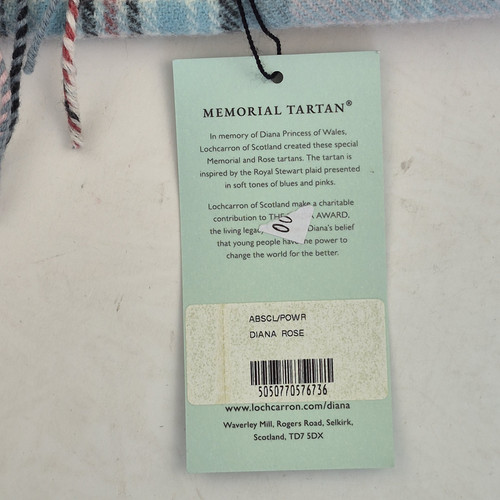 MEMORIAL TARTAN®
In memory of Diana Princess of Wales,
Lochcarron of Scotland created these special
Memorial and Rose tartans. The tartan is
inspired by the Royal Stewart plaid presented
in soft tones of blues and pinks.
Lochcarron of Scotland make a charitable
contribution to THE AWARD,
the living Diana's belief
that young people have the power to
change the world for the better.
00
ABSCL/POWR
DIANA ROSE
5050770576736
www.lochcarron.com/diana
Waverley Mill, Rogers Road, Selkirk,
Scotland, TD7 5DX